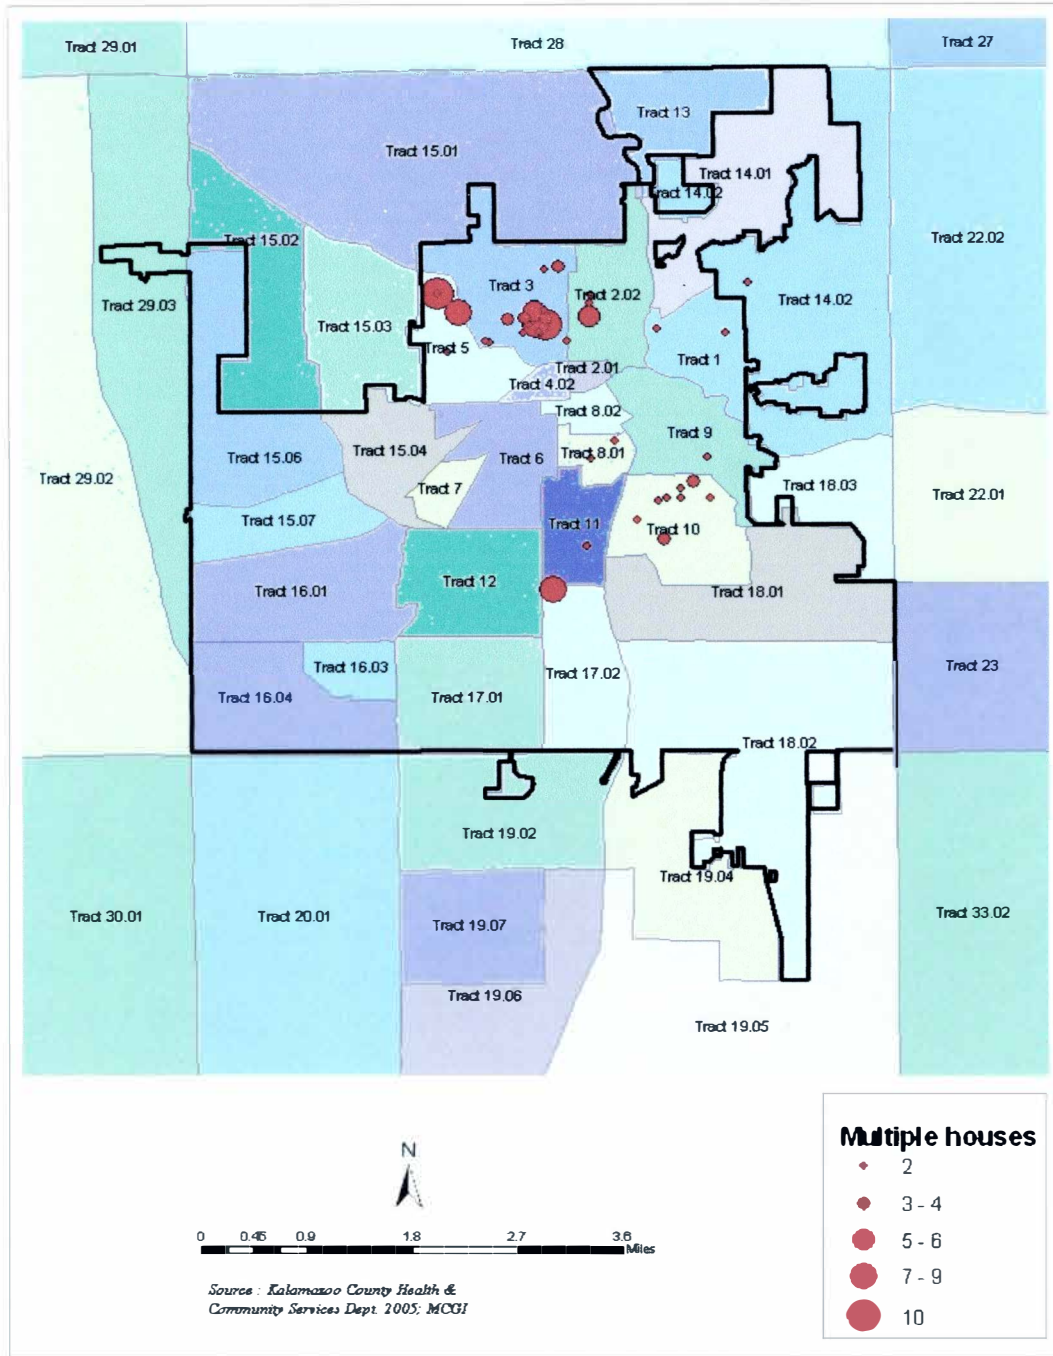 Tract 29.01
Tract 28
Tract 27
Tract 13
Tract 15.01
Tract 14.01
Tract 14.02
Tract 15.02
Tract 22.02
Tract 3
Tract 2.02
Tract 14.02
Tract 29.03
Tract 15.03
Tract 5
Tract 1
Tract 2.01
Tract 4.02
Tract 8.02
Tract 9
Tract 15.04
Tract 8.01
Tract 6
Tract 15.06
Tract 29.02
Tract 7
Tract 18.03
Tract 22.01
Tract 15.07
Tract 11
Tract 10
Tract 12
Tract 16.01
Tract 18.01
Tract 16.03
Tract 23
Tract 17.02
Tract 16.04
Tract 17.01
Tract 18.02
Tract 19.02
Tract 19.04
Tract 30.01
Tract 20.01
Tract 33.02
Tract 19.07
Tract 19.06
Tract 19.05
Multiple houses
2
3 - 4
5 - 6
7 - 9
10
N
0 0.45 0.9 1.8 2.7 3.6
Miles
Source : Kalamazoo County Health &
Community Services Dept. 2005; MCGI